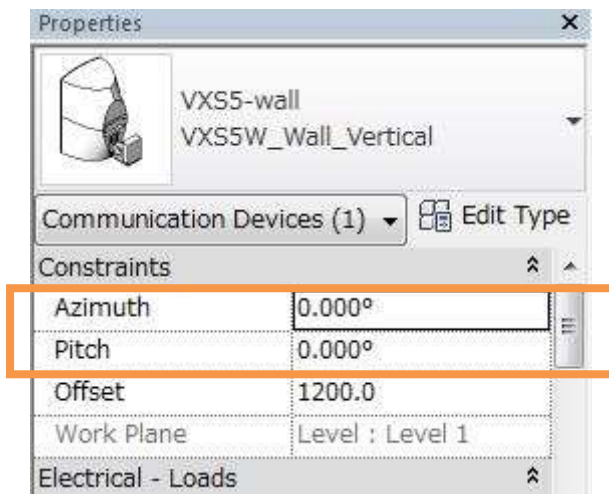 Properties
VXS5-wall
VXS5W_Wall_Vertical
Communication Devices (1) Edit Type
Constraints
Azimuth 0.000°
Pitch 0.000°
Offset 1200.0
Work Plane Level : Level 1
Electrical - Loads